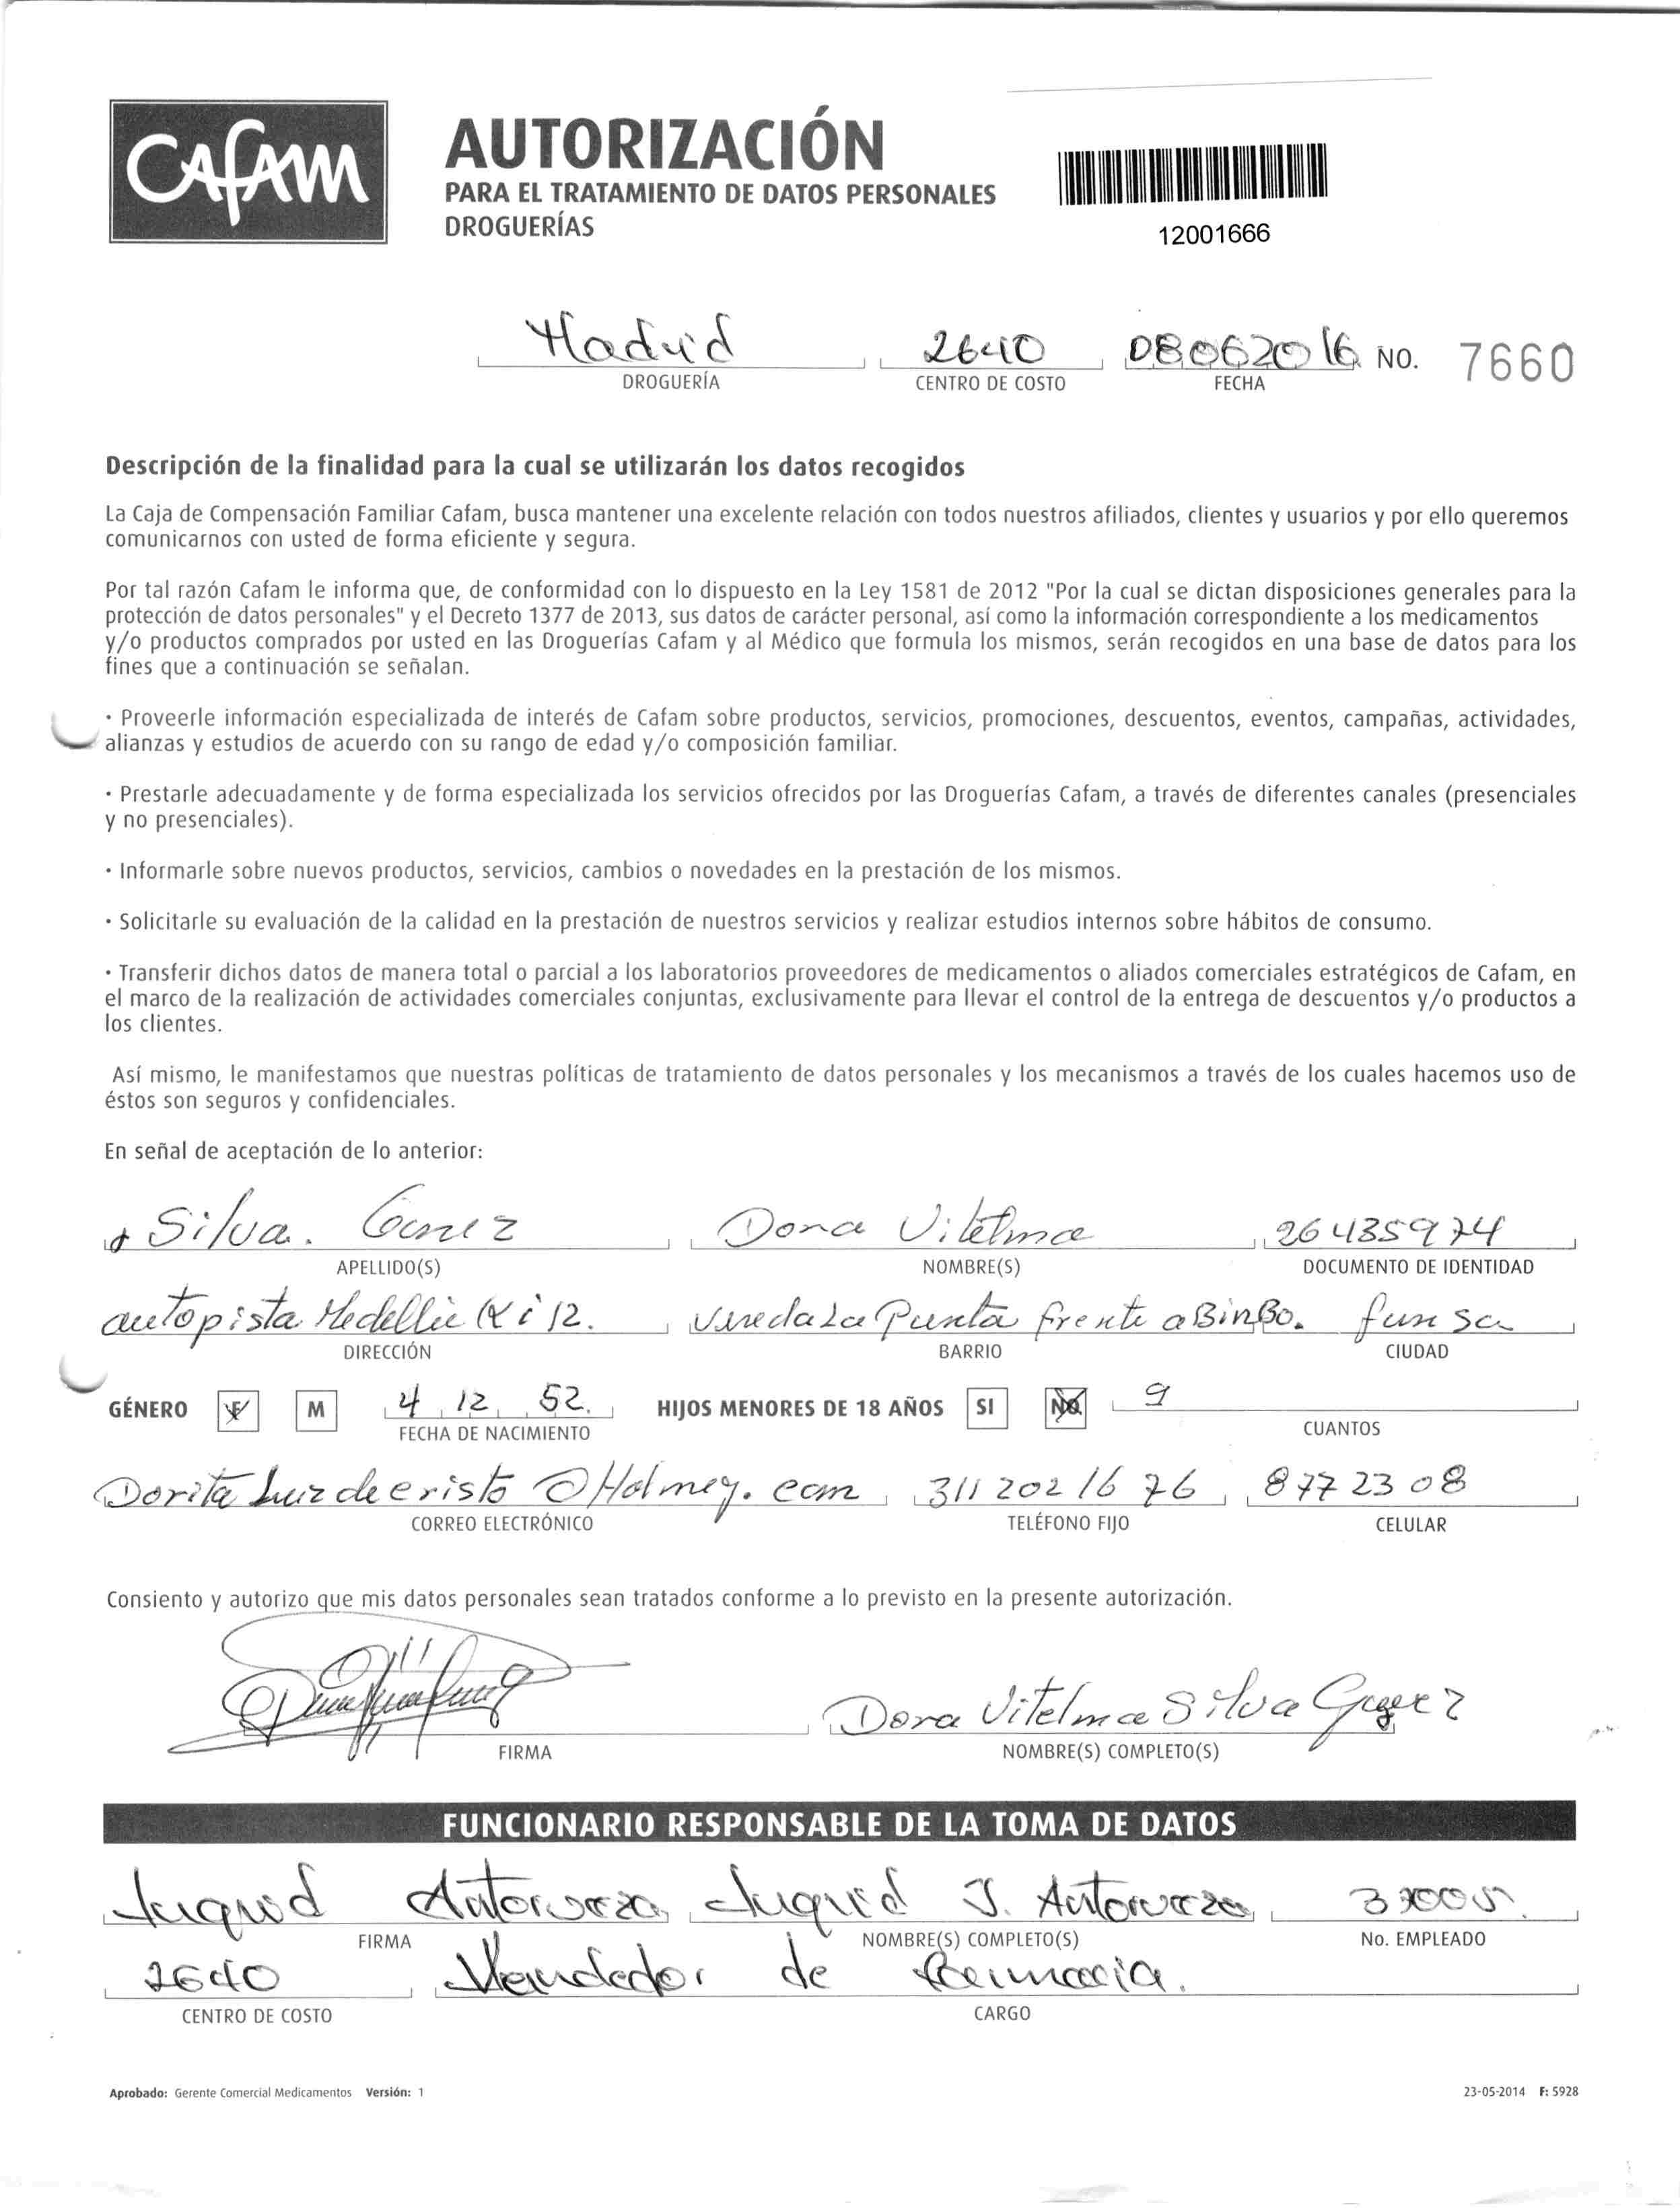 CAFAM
AUTORIZACIÓN
PARA EL TRATAMIENTO DE DATOS PERSONALES
DROGUERÍAS
12001666
Madrid 2640 08062016 NO. 7660
DROGUERÍA CENTRO DE COSTO FECHA
Descripción de la finalidad para la cual se utilizarán los datos recogidos
La Caja de Compensación Familiar Cafam, busca mantener una excelente relación con todos nuestros afiliados, clientes y usuarios y por ello queremos
comunicarnos con usted de forma eficiente y segura.
Por tal razón Cafam le informa que, de conformidad con lo dispuesto en la Ley 1581 de 2012 "Por la cual se dictan disposiciones generales para la
protección de datos personales" y el Decreto 1377 de 2013, sus datos de carácter personal, así como la información correspondiente a los medicamentos
y/o productos comprados por usted en las Droguerías Cafam y al Médico que formula los mismos, serán recogidos en una base de datos para los
fines que a continuación se señalan.
· Proveerle información especializada de interés de Cafam sobre productos, servicios, promociones, descuentos, eventos, campañas, actividades,
alianzas y estudios de acuerdo con su rango de edad y/o composición familiar.
· Prestarle adecuadamente y de forma especializada los servicios ofrecidos por las Droguerías Cafam, a través de diferentes canales (presenciales
y no presenciales).
· Informarle sobre nuevos productos, servicios, cambios o novedades en la prestación de los mismos.
· Solicitarle su evaluación de la calidad en la prestación de nuestros servicios y realizar estudios internos sobre hábitos de consumo.
· Transferir dichos datos de manera total o parcial a los laboratorios proveedores de medicamentos o aliados comerciales estratégicos de Cafam, en
el marco de la realización de actividades comerciales conjuntas, exclusivamente para llevar el control de la entrega de descuentos y/o productos a
los clientes.
Así mismo, le manifestamos que nuestras políticas de tratamiento de datos personales y los mecanismos a través de los cuales hacemos uso de
éstos son seguros y confidenciales.
En señal de aceptación de lo anterior:
Silva. Dora Vitelma 26435974
APELLIDO(S) NOMBRE(S) DOCUMENTO DE IDENTIDAD
autopista Medellin 12. Vereda La Punta frente a BinBo. funsa
DIRECCIÓN BARRIO CIUDAD
GÉNERO F M 4 12 52. HIJOS MENORES DE 18 AÑOS SI NO 9
FECHA DE NACIMIENTO CUANTOS
Dorita Luz de cristo @ Hotmey. com 311 202 16 76 877 23 08
CORREO ELECTRÓNICO TELÉFONO FIJO CELULAR
Consiento y autorizo que mis datos personales sean tratados conforme a lo previsto en la presente autorización.
Dora Vitelma Silva
FIRMA NOMBRE(S) COMPLETO(S)
FUNCIONARIO RESPONSABLE DE LA TOMA DE DATOS
FIRMA NOMBRE(S) COMPLETO(S) No. EMPLEADO
2640 Vendedor de Farmacia.
CENTRO DE COSTO CARGO
Aprobado: Gerente Comercial Medicamentos Versión: 1 23-05-2014 F: 5928